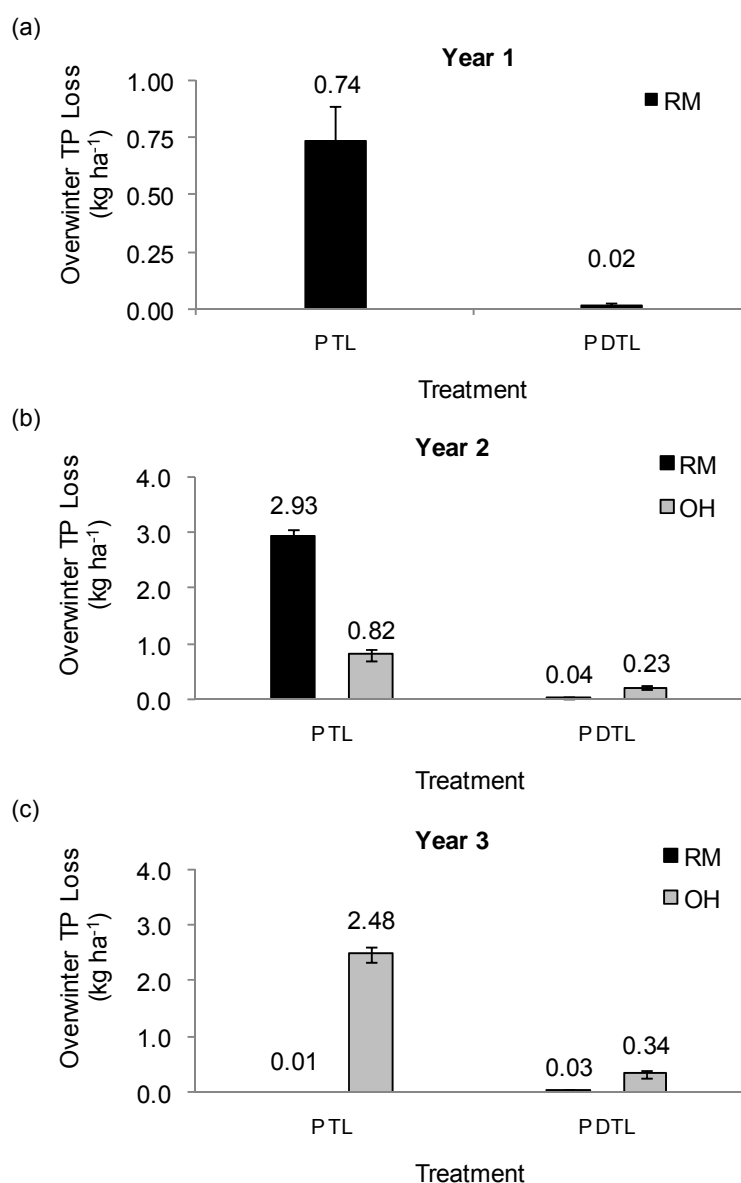 (a)
Year 1
Overwinter TP Loss
(kg ha-1)
1.00
0.75
0.50
0.25
0.00
0.74
0.02
RM
PTL
PDTL
Treatment
(b)
Year 2
Overwinter TP Loss
(kg ha-1)
4.0
3.0
2.0
1.0
0.0
2.93
0.82
0.04
0.23
RM
OH
PTL
PDTL
Treatment
(c)
Year 3
Overwinter TP Loss
(kg ha-1)
4.0
3.0
2.0
1.0
0.0
0.01
2.48
0.03
0.34
RM
OH
PTL
PDTL
Treatment